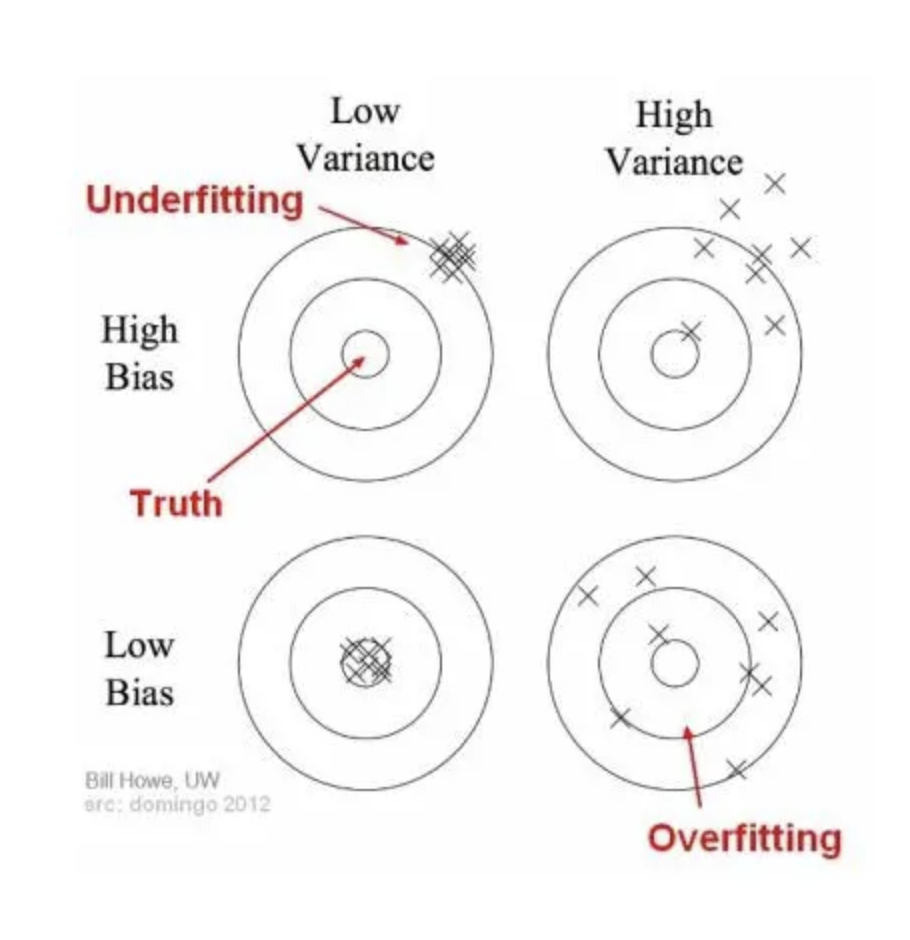 Low
Variance
High
Variance
Underfitting
High
Bias
Truth
Low
Bias
Bill Howe, UW
src: domingo 2012
Overfitting